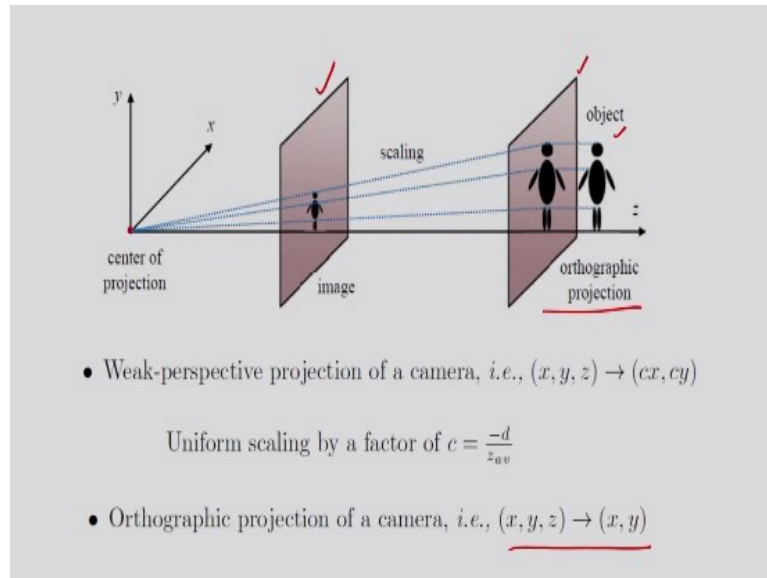 y
x
object
scaling
z
center of
projection
image
orthographic
projection
• Weak-perspective projection of a camera, i.e., (x, y, z) → (cx, cy)
Uniform scaling by a factor of c = -d/z_av
• Orthographic projection of a camera, i.e., (x, y, z) → (x, y)